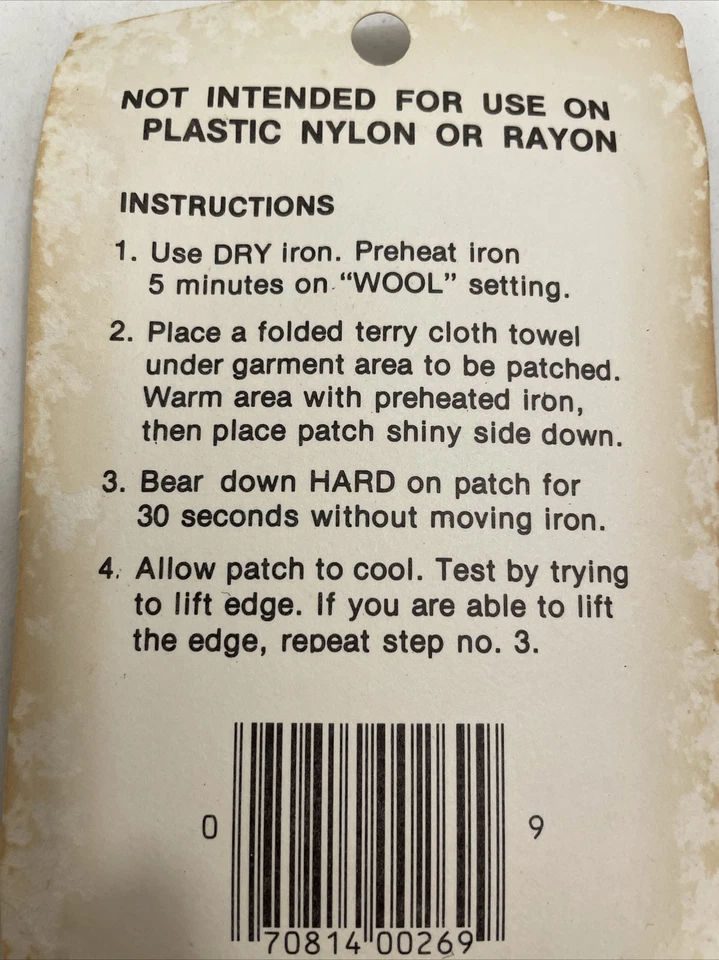 NOT INTENDED FOR USE ON
PLASTIC NYLON OR RAYON
INSTRUCTIONS
1. Use DRY iron. Preheat iron
5 minutes on “WOOL” setting.
2. Place a folded terry cloth towel
under garment area to be patched.
Warm area with preheated iron,
then place patch shiny side down.
3. Bear down HARD on patch for
30 seconds without moving iron.
4. Allow patch to cool. Test by trying
to lift edge. If you are able to lift
the edge, repeat step no. 3.
0 9
70814 00269